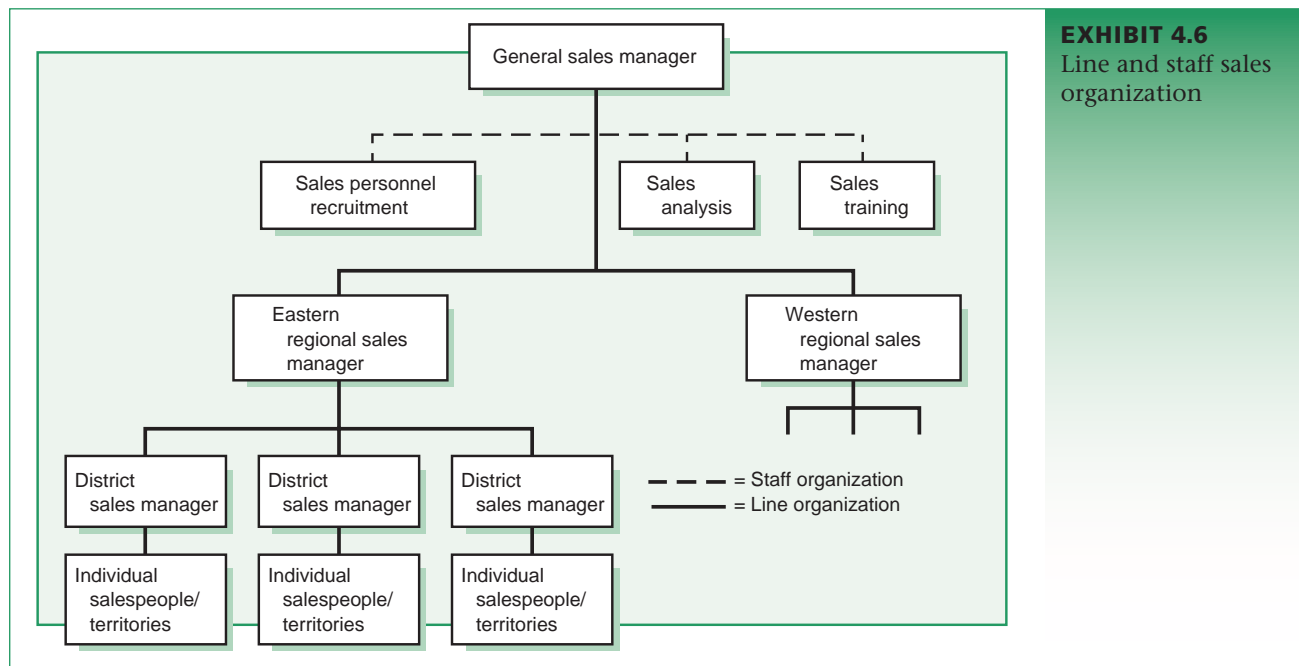 General sales manager
EXHIBIT 4.6
Line and staff sales
organization
Sales personnel
recruitment
Sales
analysis
Sales
training
Eastern
regional sales
manager
Western
regional sales
manager
District
sales manager
District
sales manager
District
sales manager
= Staff organization
= Line organization
Individual
salespeople/
territories
Individual
salespeople/
territories
Individual
salespeople/
territories